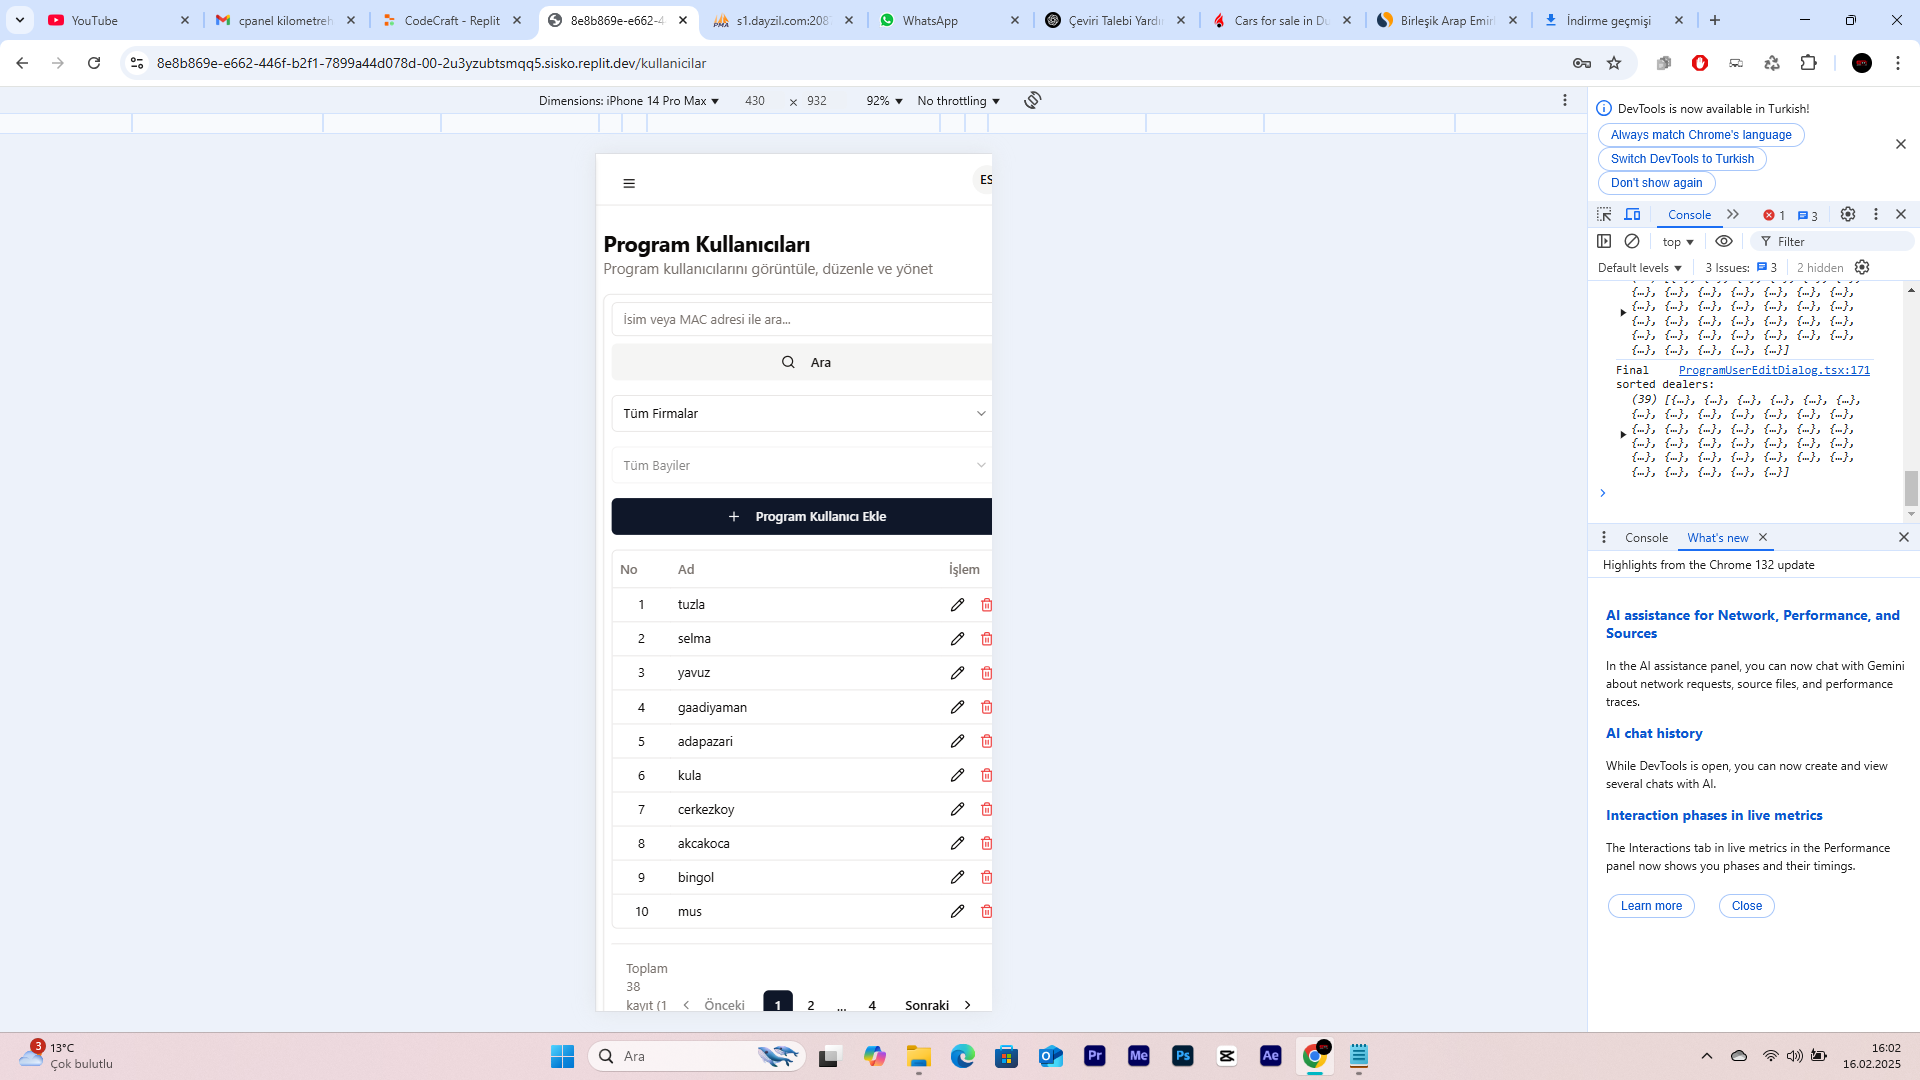 YouTube
cpanel kilometreh
CodeCraft - Replit
8e8b869e-e662-4
s1.dayzil.com:208
WhatsApp
Çeviri Talebi Yardı
Cars for sale in Du
Birleşik Arap Emir
İndirme geçmişi
8e8b869e-e662-446f-b2f1-7899a44d078d-00-2u3yzubtsmqq5.sisko.replit.dev/kullanicilar
Dimensions: iPhone 14 Pro Max
430 × 932
92%
No throttling
ES
Program Kullanıcıları
Program kullanıcılarını görüntüle, düzenle ve yönet
İsim veya MAC adresi ile ara...
Ara
Tüm Firmalar
Tüm Bayiler
+ Program Kullanıcı Ekle
No Ad İşlem
1 tuzla
2 selma
3 yavuz
4 gaadiyaman
5 adapazari
6 kula
7 cerkezkoy
8 akcakoca
9 bingol
10 mus
Toplam
38
kayıt (1
Önceki 1 2 ... 4 Sonraki
DevTools is now available in Turkish!
Always match Chrome's language
Switch DevTools to Turkish
Don't show again
Console
1
3
top
Filter
Default levels
3 Issues: 3
2 hidden
{…}, {…}, {…}, {…}, {…}, {…}, {…},
{…}, {…}, {…}, {…}, {…}, {…}, {…},
{…}, {…}, {…}, {…}, {…}, {…}, {…},
{…}, {…}, {…}, {…}, {…}, {…}, {…},
{…}, {…}, {…}, {…}, {…}]
Final ProgramUserEditDialog.tsx:171
sorted dealers:
(39) [{…}, {…}, {…}, {…}, {…}, {…},
{…}, {…}, {…}, {…}, {…}, {…}, {…},
{…}, {…}, {…}, {…}, {…}, {…}, {…},
{…}, {…}, {…}, {…}, {…}, {…}, {…},
{…}, {…}, {…}, {…}, {…}, {…}, {…},
{…}, {…}, {…}, {…}, {…}]
Console What's new
Highlights from the Chrome 132 update
AI assistance for Network, Performance, and
Sources
In the AI assistance panel, you can now chat with Gemini
about network requests, source files, and performance
traces.
AI chat history
While DevTools is open, you can now create and view
several chats with AI.
Interaction phases in live metrics
The Interactions tab in live metrics in the Performance
panel now shows you phases and their timings.
Learn more
Close
3
13°C
Çok bulutlu
Ara
Pr
Me
Ps
Ae
16:02
16.02.2025